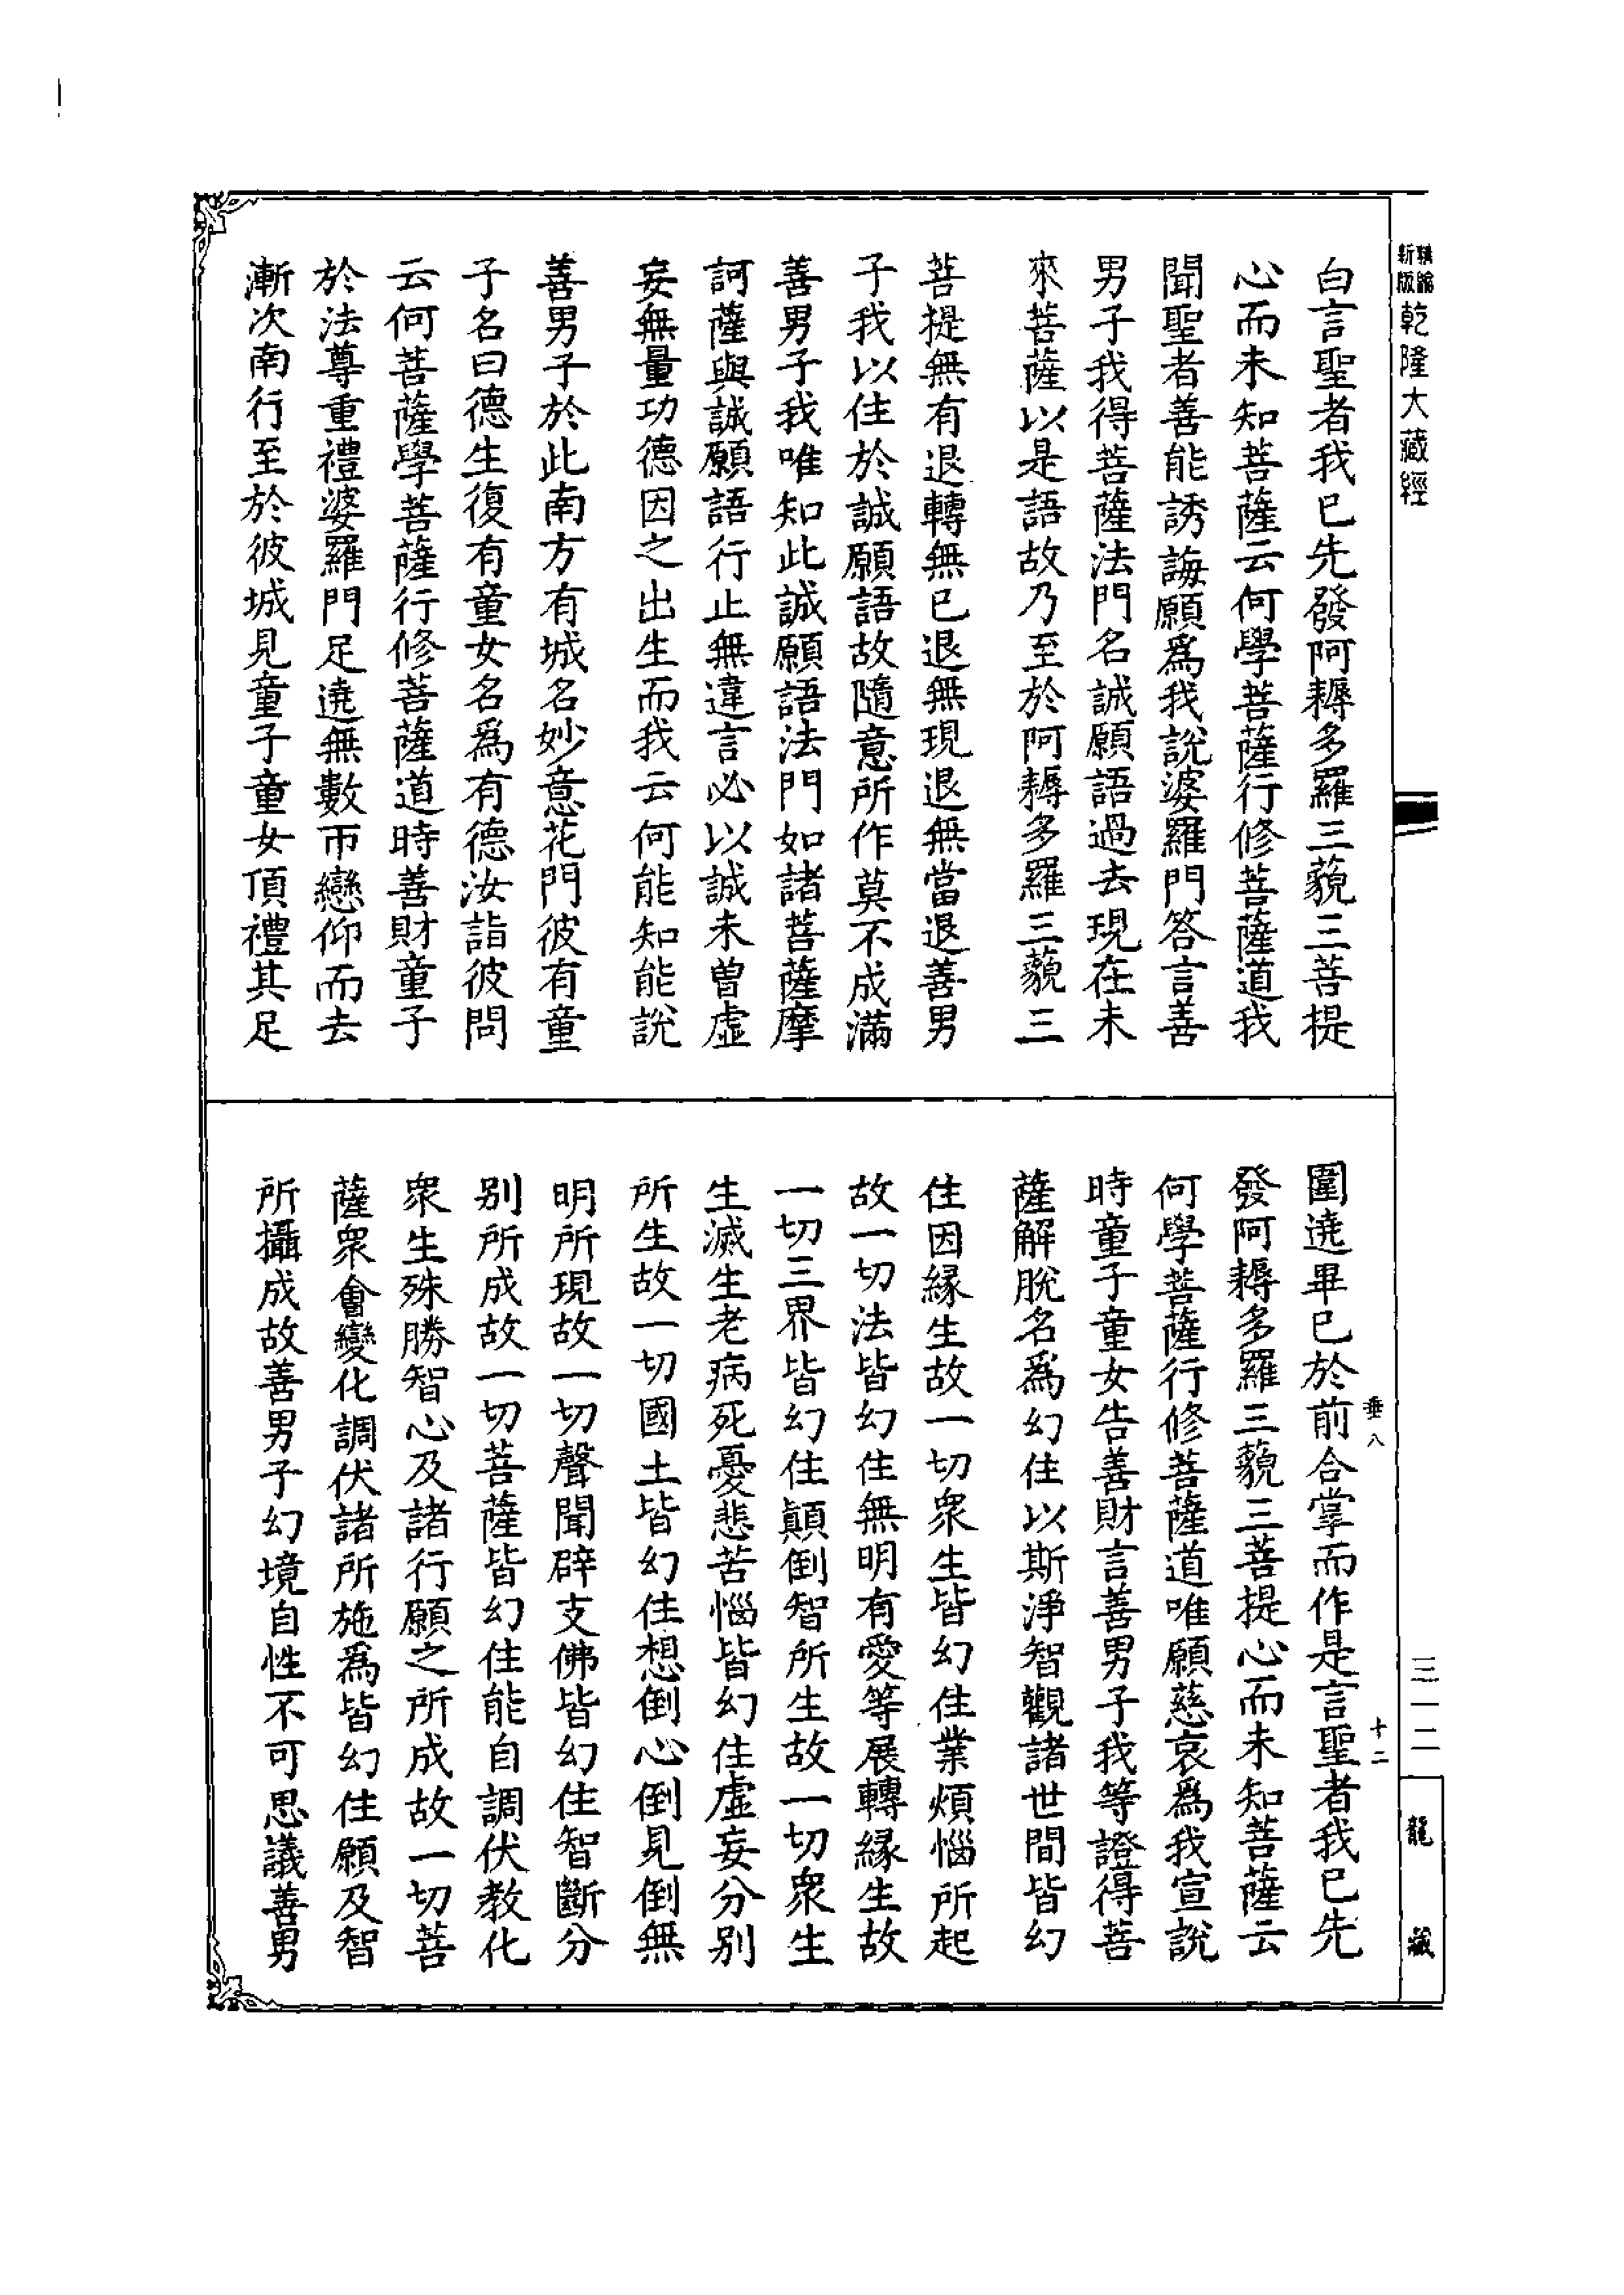 新版
乾隆大藏經
白言聖者我已先發阿耨多羅三藐三菩提
心而未知菩薩云何學菩薩行修菩薩道我
聞聖者善能誘誨願爲我說婆羅門答言善
男子我得菩薩法門名誠願語過去現在未
來菩薩以是語故乃至於阿耨多羅三藐三
菩提無有退轉無已退無現退無當退善男
子我以住於誠願語故隨意所作莫不成滿
善男子我唯知此誠願語法門如諸菩薩摩
訶薩與誠願語行止無違言必以誠未曾虛
妄無量功德因之出生而我云何能知能說
善男子於此南方有城名妙意花門彼有童
子名曰德生復有童女名爲有德汝詣彼問
云何菩薩學菩薩行修菩薩道時善財童子
於法尊重禮婆羅門足遶無數帀戀仰而去
漸次南行至於彼城見童子童女頂禮其足
圍遶畢已於前合掌而作是言聖者我已先
發阿耨多羅三藐三菩提心而未知菩薩云
何學菩薩行修菩薩道唯願慈哀爲我宣說
時童子童女告善財言善男子我等證得菩
薩解脫名爲幻住以斯淨智觀諸世間皆幻
住因緣生故一切衆生皆幻住業煩惱所起
故一切法皆幻住無明有愛等展轉緣生故
一切三界皆幻住顚倒智所生故一切衆生
生滅生老病死憂悲苦惱皆幻住虛妄分別
所生故一切國土皆幻住想倒心倒見倒無
明所現故一切聲聞辟支佛皆幻住智斷分
別所成故一切菩薩皆幻住能自調伏教化
衆生殊勝智心及諸行願之所成故一切菩
薩衆會變化調伏諸所施爲皆幻住願及智
所攝成故善男子幻境自性不可思議善男
垂八
十二
三一二
龍藏